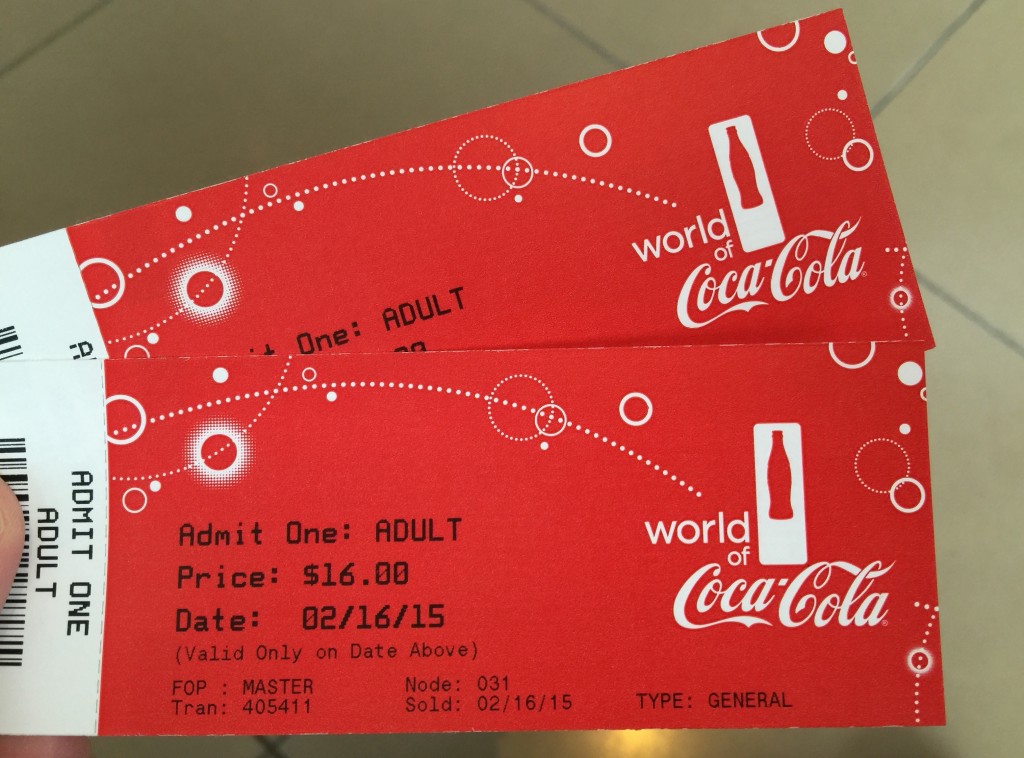 world
of
Coca-Cola
Admit One: ADULT
world
of
Coca-Cola
ADMIT ONE
ADULT
Admit One: ADULT
Price: $16.00
Date: 02/16/15
(Valid Only on Date Above)
FOP : MASTER Node: 031
Tran: 405411 Sold: 02/16/15 TYPE: GENERAL